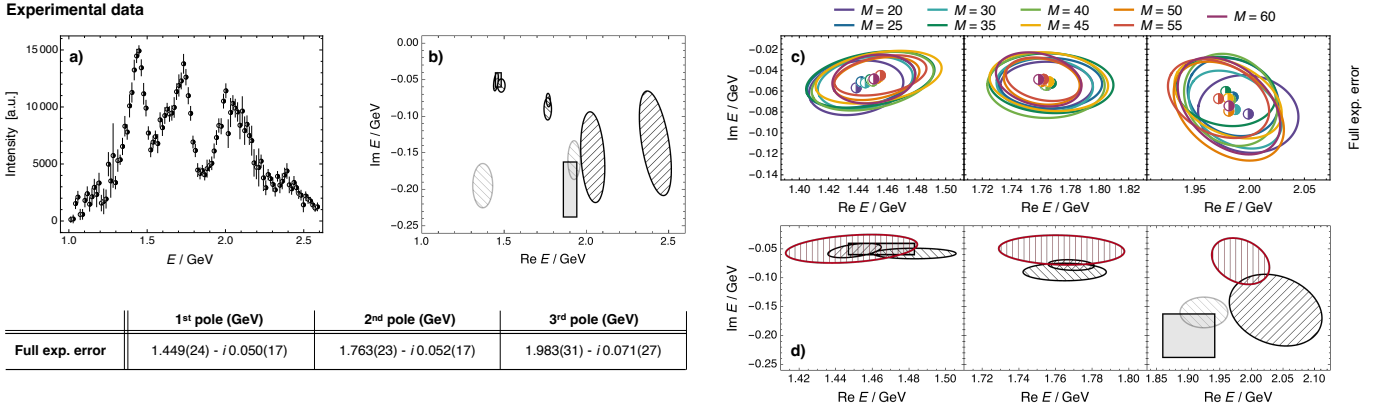 Experimental data
a)
Intensity [a.u.]
15000
10000
5000
0
1.0 1.5 2.0 2.5
E / GeV
b)
Im E / GeV
0.00
−0.05
−0.10
−0.15
−0.20
−0.25
1.0 1.5 2.0 2.5
Re E / GeV
M = 20 M = 30 M = 40 M = 50 M = 60
M = 25 M = 35 M = 45 M = 55
c)
Im E / GeV
−0.02
−0.04
−0.06
−0.08
−0.10
−0.12
−0.14
1.40 1.42 1.44 1.46 1.48 1.50
1.72 1.74 1.76 1.78 1.80 1.82
1.95 2.00 2.05
Re E / GeV Re E / GeV Re E / GeV
Full exp. error
d)
Im E / GeV
−0.05
−0.10
−0.15
−0.20
−0.25
1.42 1.44 1.46 1.48 1.50
1.72 1.74 1.76 1.78 1.80
1.85 1.90 1.95 2.00 2.05 2.10
Re E / GeV Re E / GeV Re E / GeV
1st pole (GeV) 2nd pole (GeV) 3rd pole (GeV)
Full exp. error 1.449(24) - i 0.050(17) 1.763(23) - i 0.052(17) 1.983(31) - i 0.071(27)